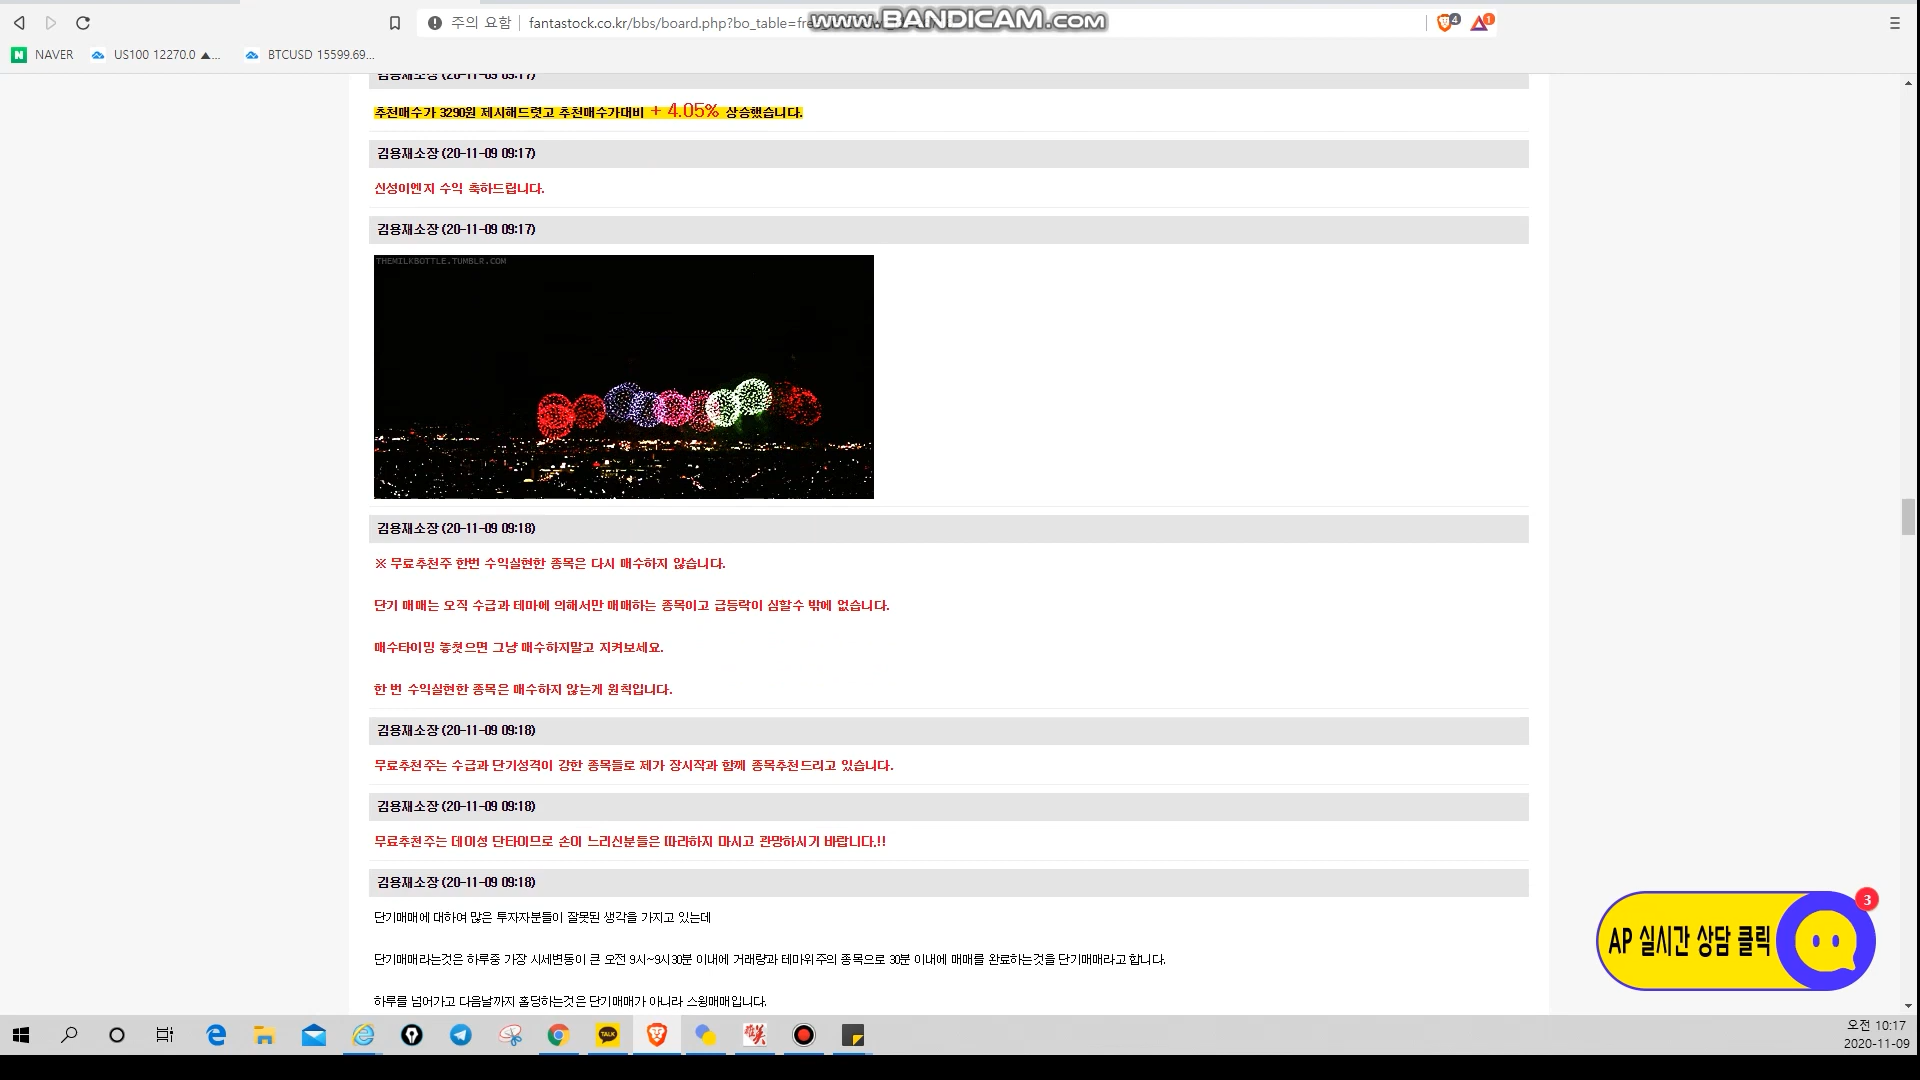 주의 요함 fantastock.co.kr/bbs/board.php?bo_table=fre
www.BANDICAM.com
4
1
NAVER US100 12270.0 ▲... BTCUSD 15599.69...
김용재소장 (20-11-09 09:17)
추천매수가 3290원 제시해드렷고 추천매수가대비 + 4.05% 상승했습니다.
김용재소장 (20-11-09 09:17)
신성이엔지 수익 축하드립니다.
김용재소장 (20-11-09 09:17)
THEMILKBOTTLE.TUMBLR.COM
김용재소장 (20-11-09 09:18)
※ 무료추천주 한번 수익실현한 종목은 다시 매수하지 않습니다.
단기 매매는 오직 수급과 테마에 의해서만 매매하는 종목이고 급등락이 심할수 밖에 없습니다.
매수타이밍 놓쳣으면 그냥 매수하지말고 지켜보세요.
한 번 수익실현한 종목은 매수하지 않는게 원칙입니다.
김용재소장 (20-11-09 09:18)
무료추천주는 수급과 단기성격이 강한 종목들로 제가 장시작과 함께 종목추천드리고 있습니다.
김용재소장 (20-11-09 09:18)
무료추천주는 데이성 단타이므로 손이 느리신분들은 따라하지 마시고 관망하시기 바랍니다.!!
김용재소장 (20-11-09 09:18)
단기매매에 대하여 많은 투자자분들이 잘못된 생각을 가지고 있는데
단기매매라는것은 하루중 가장 시세변동이 큰 오전 9시~9시30분 이내에 거래량과 테마위주의 종목으로 30분 이내에 매매를 완료하는것을 단기매매라고 합니다.
하루를 넘어가고 다음날까지 홀딩하는것은 단기매매가 아니라 스윙매매입니다.
AP 실시간 상담 클릭
3
TALK
오전 10:17
2020-11-09